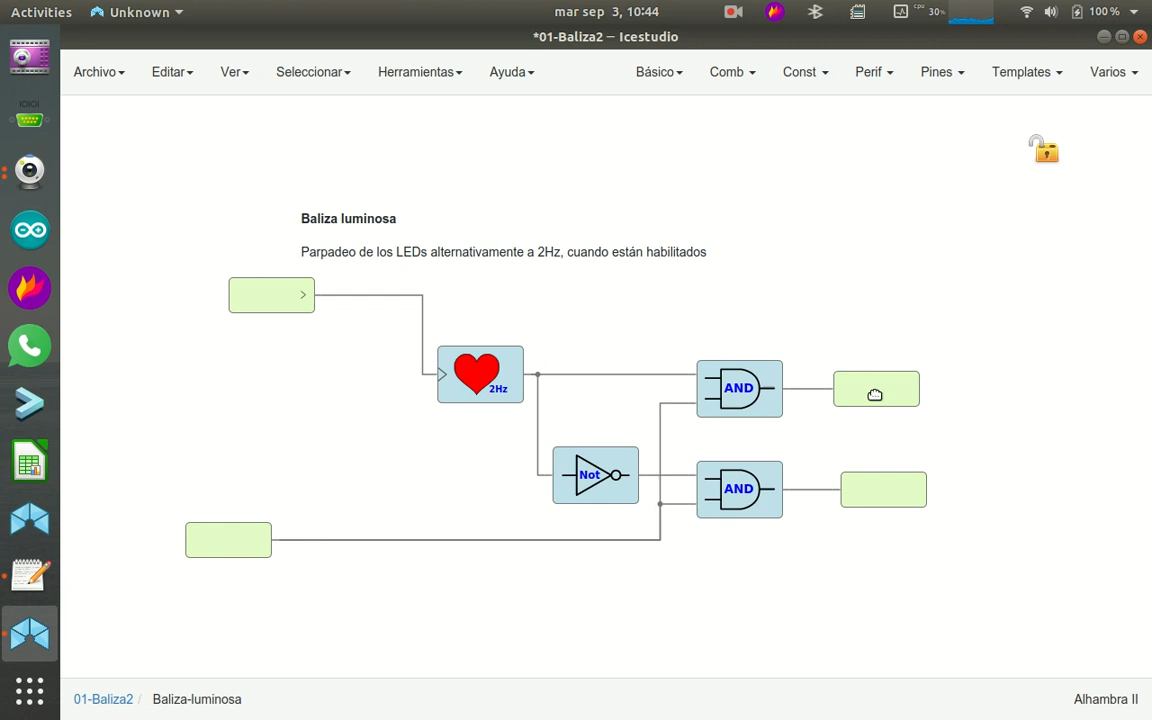 Activities Unknown mar sep 3, 10:44 cpu 30% 100 %
*01-Baliza2 – Icestudio
Archivo Editar Ver Seleccionar Herramientas Ayuda Básico Comb Const Perif Pines Templates Varios
IOIOI
Baliza luminosa
Parpadeo de los LEDs alternativamente a 2Hz, cuando están habilitados
2Hz
AND
Not
AND
01-Baliza2 / Baliza-luminosa Alhambra II